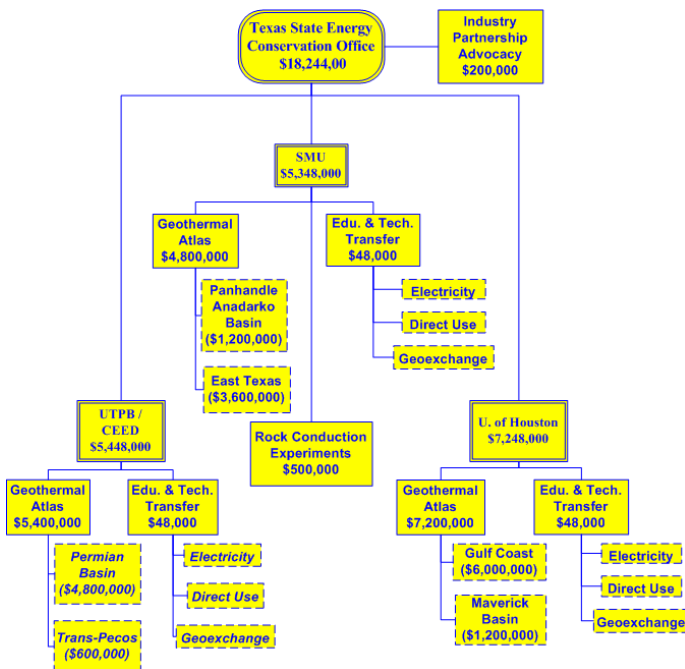 Texas State Energy
Conservation Office
$18,244,00
Industry
Partnership
Advocacy
$200,000
SMU
$5,348,000
Geothermal
Atlas
$4,800,000
Edu. & Tech.
Transfer
$48,000
Panhandle
Anadarko
Basin
($1,200,000)
East Texas
($3,600,000)
Electricity
Direct Use
Geoexchange
Rock Conduction
Experiments
$500,000
UTPB /
CEED
$5,448,000
Geothermal
Atlas
$5,400,000
Edu. & Tech.
Transfer
$48,000
Permian
Basin
($4,800,000)
Trans-Pecos
($600,000)
Electricity
Direct Use
Geoexchange
U. of Houston
$7,248,000
Geothermal
Atlas
$7,200,000
Edu. & Tech.
Transfer
$48,000
Gulf Coast
($6,000,000)
Maverick
Basin
($1,200,000)
Electricity
Direct Use
Geoexchange